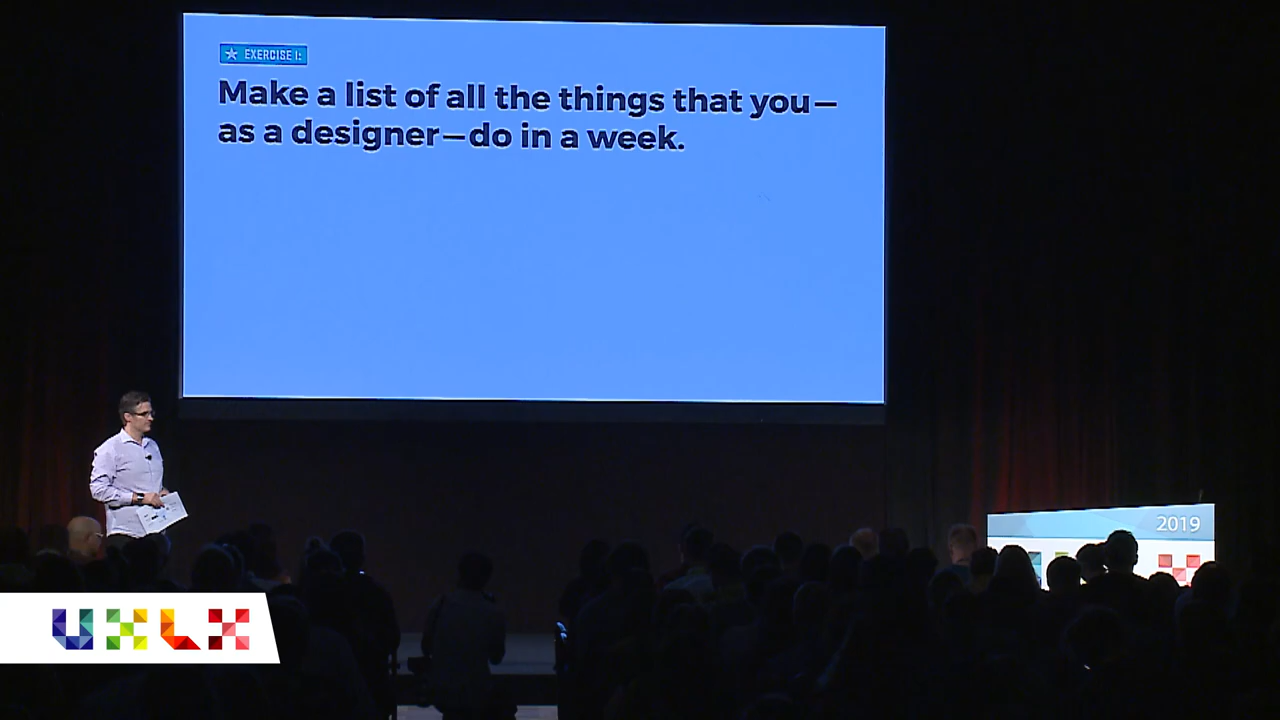 EXERCISE 1:
Make a list of all the things that you—
as a designer—do in a week.
2019
UXLX